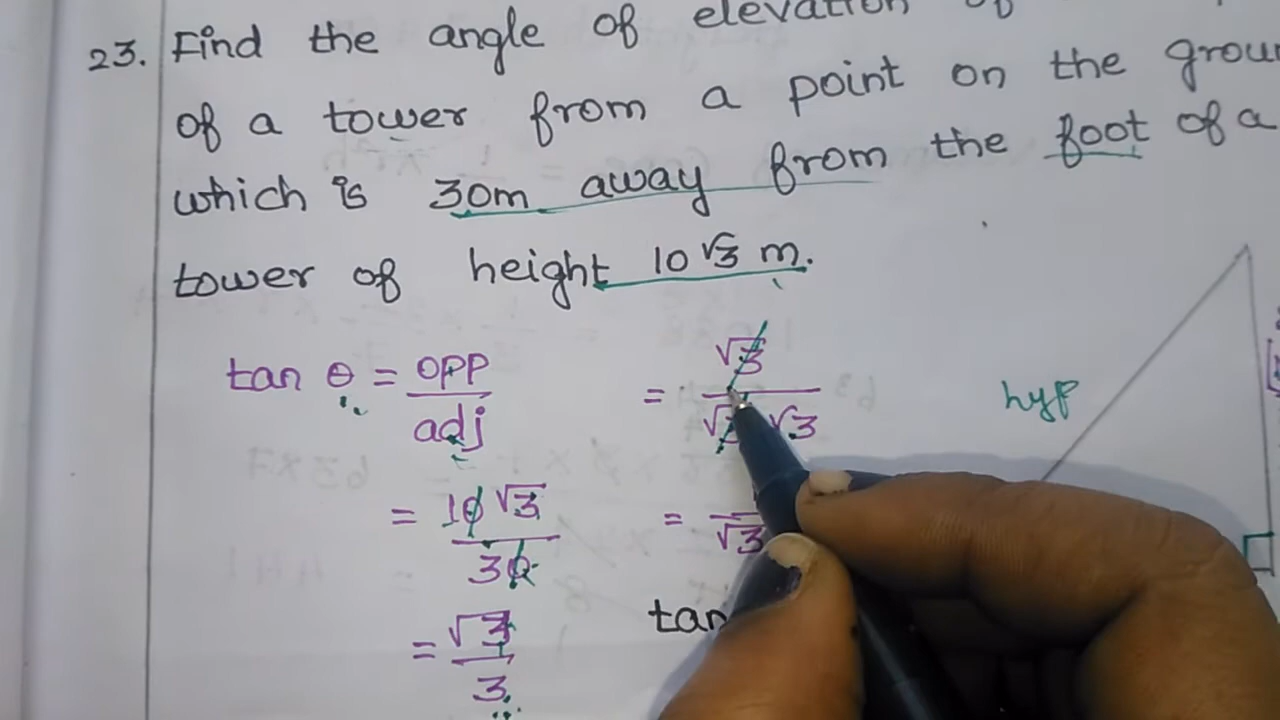 23. Find the angle of elevation of
of a tower from a point on the
which is 30m away from the foot of a
tower of height 10√3 m.
tan θ = opp/adj
= 10√3/30
= √3/3
= √3/√3 √3
= /√3
tan
hyp